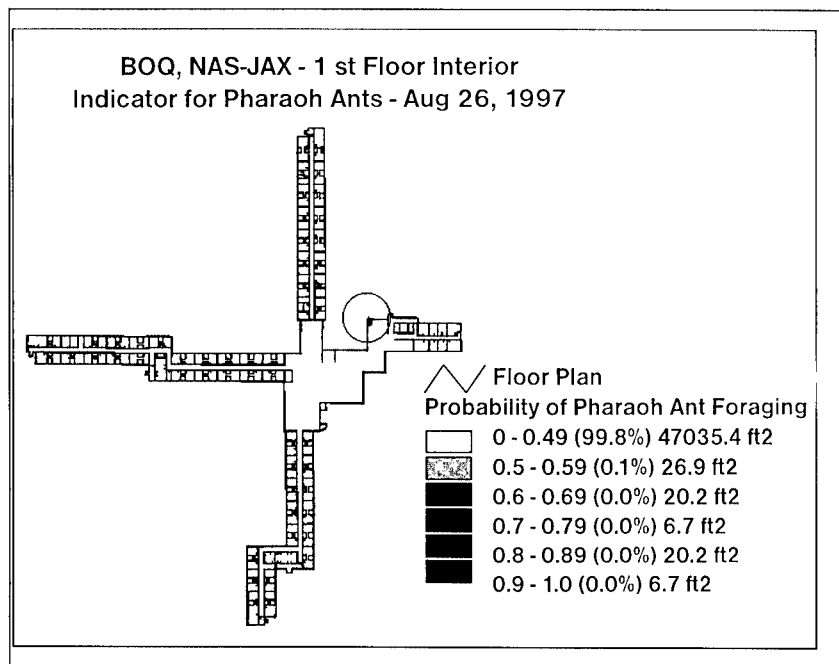 BOQ, NAS-JAX - 1 st Floor Interior
Indicator for Pharaoh Ants - Aug 26, 1997
Floor Plan
Probability of Pharaoh Ant Foraging
0 - 0.49 (99.8%) 47035.4 ft2
0.5 - 0.59 (0.1%) 26.9 ft2
0.6 - 0.69 (0.0%) 20.2 ft2
0.7 - 0.79 (0.0%) 6.7 ft2
0.8 - 0.89 (0.0%) 20.2 ft2
0.9 - 1.0 (0.0%) 6.7 ft2